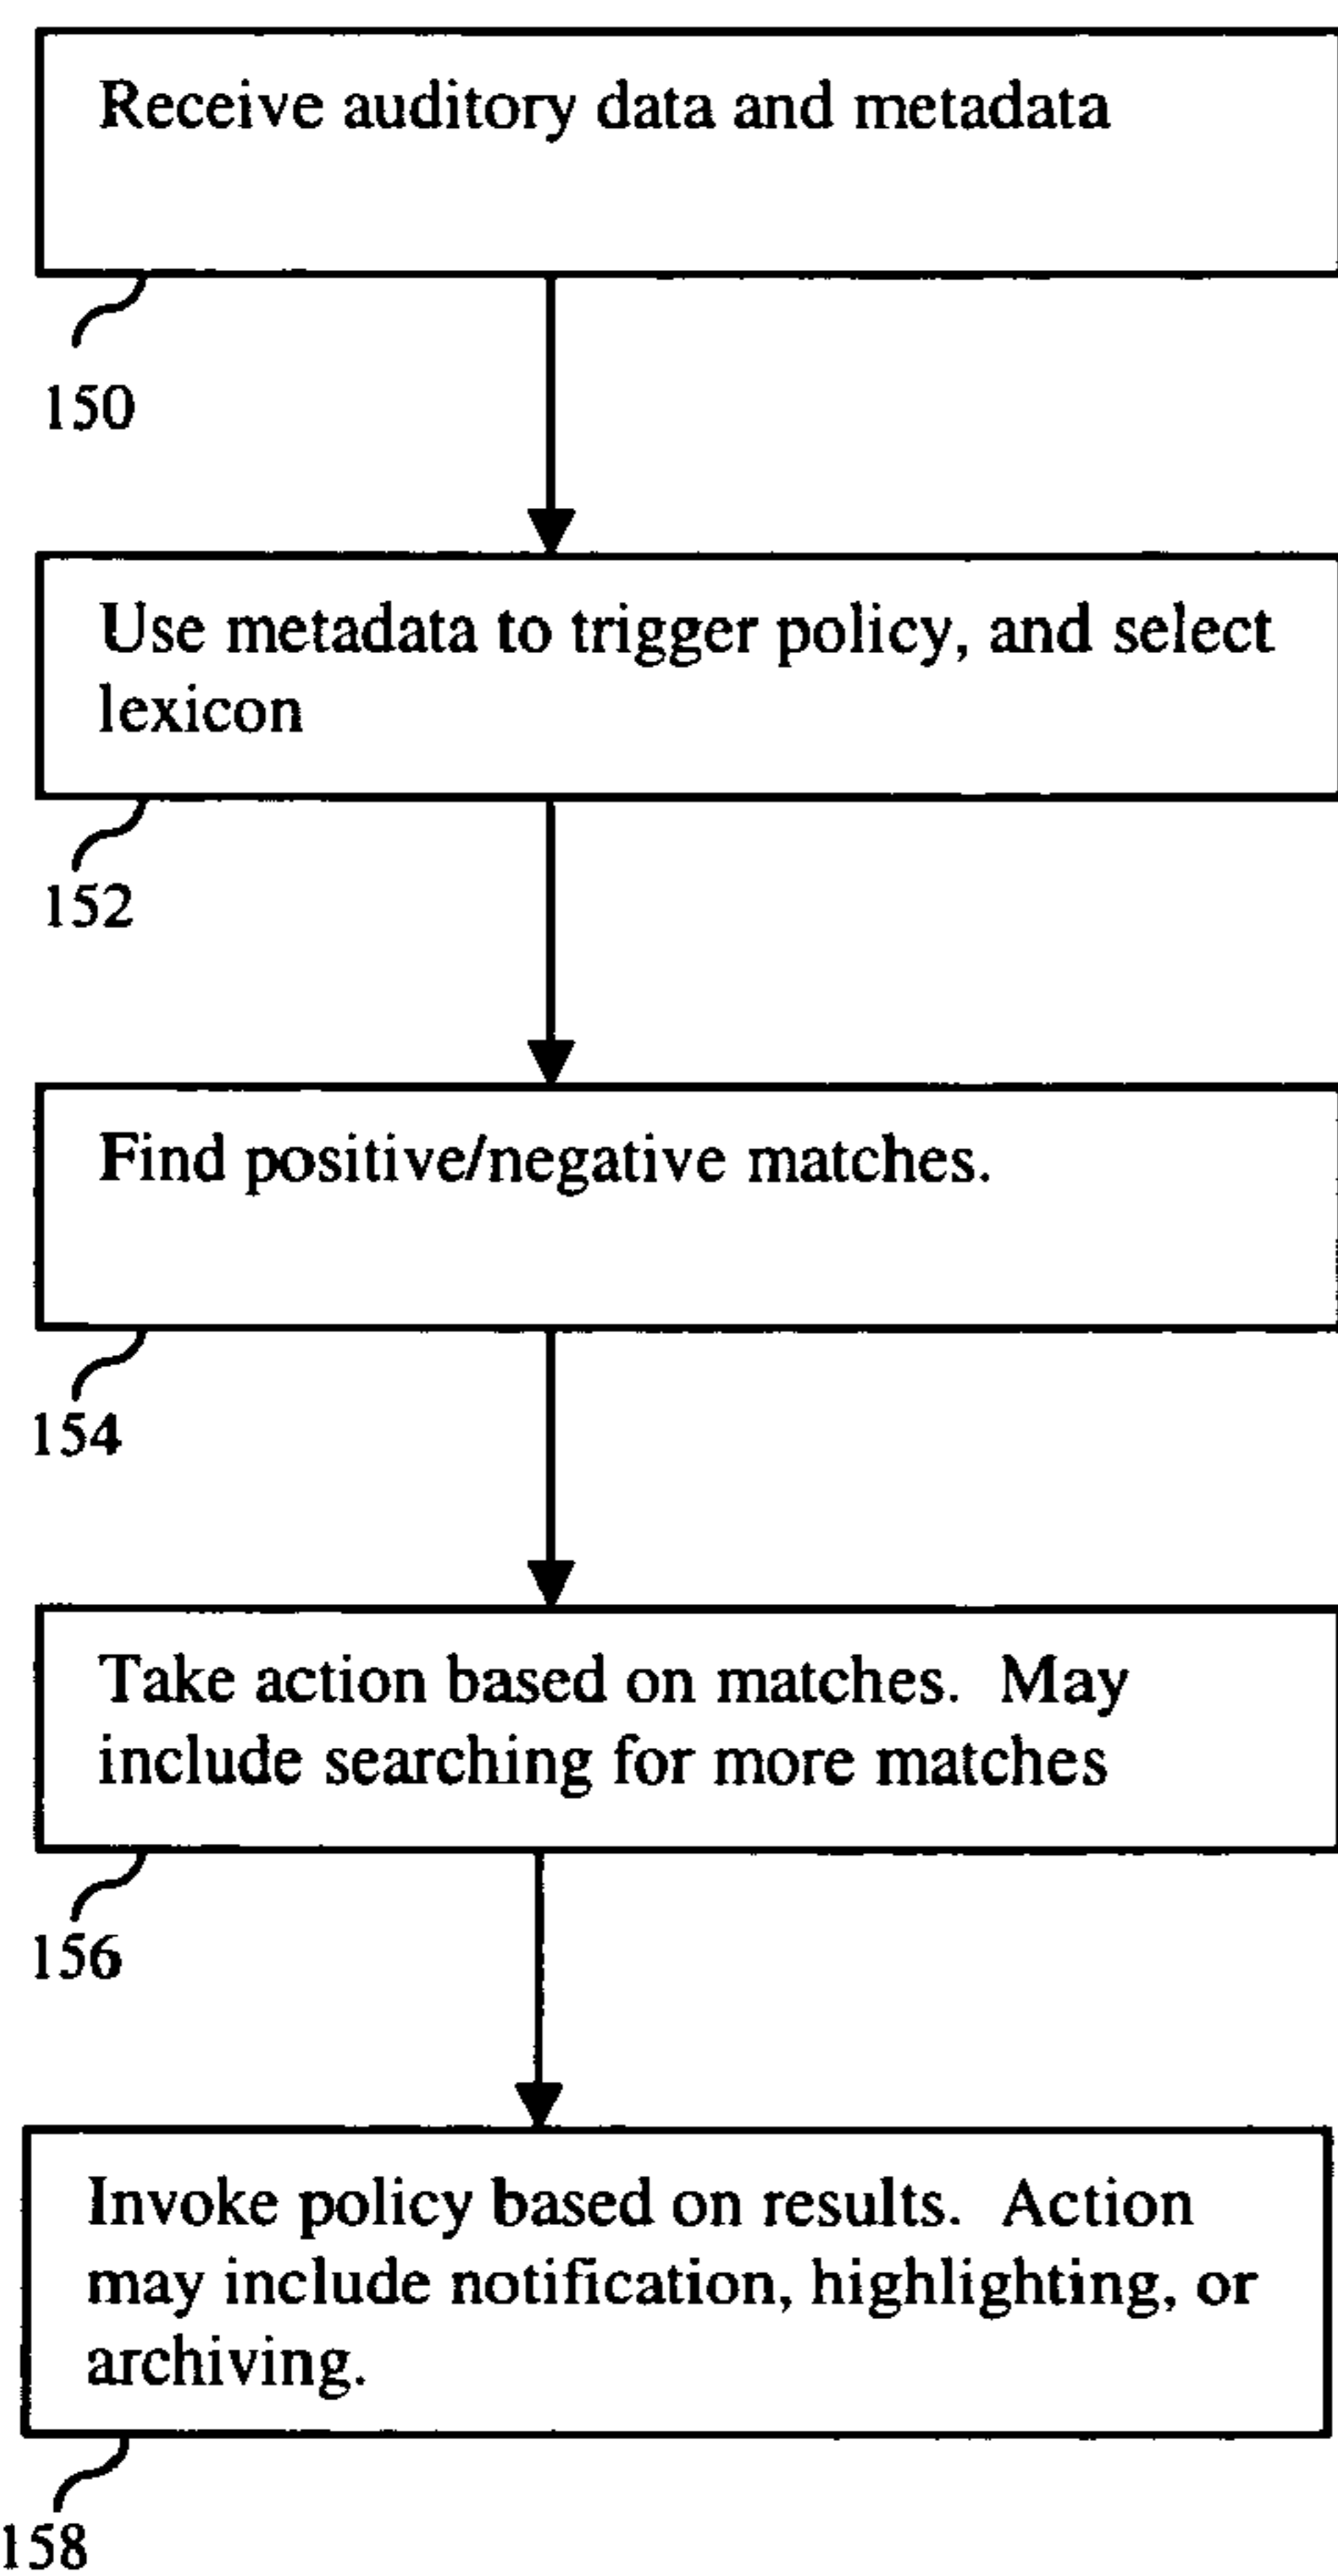 Receive auditory data and metadata
150
Use metadata to trigger policy, and select
lexicon
152
Find positive/negative matches.
154
Take action based on matches.  May
include searching for more matches
156
Invoke policy based on results.  Action
may include notification, highlighting, or
archiving.
158